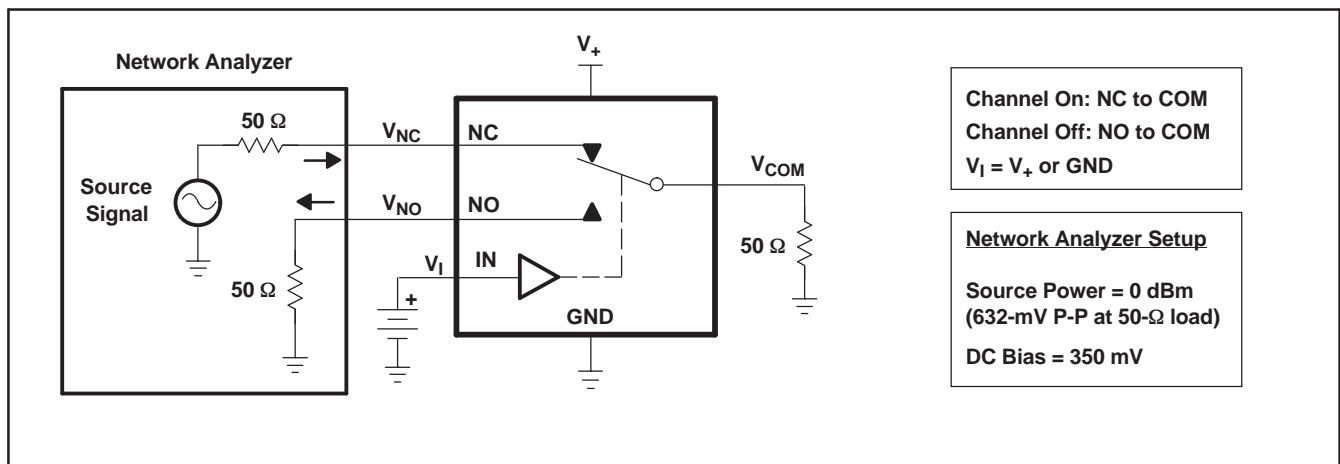 Network Analyzer
V+
50 Ω
VNC
NC
Source
Signal
VCOM
VNO
NO
50 Ω
50 Ω
VI
IN
+
GND
Channel On: NC to COM
Channel Off: NO to COM
VI = V+ or GND
Network Analyzer Setup
Source Power = 0 dBm
(632-mV P-P at 50-Ω load)
DC Bias = 350 mV